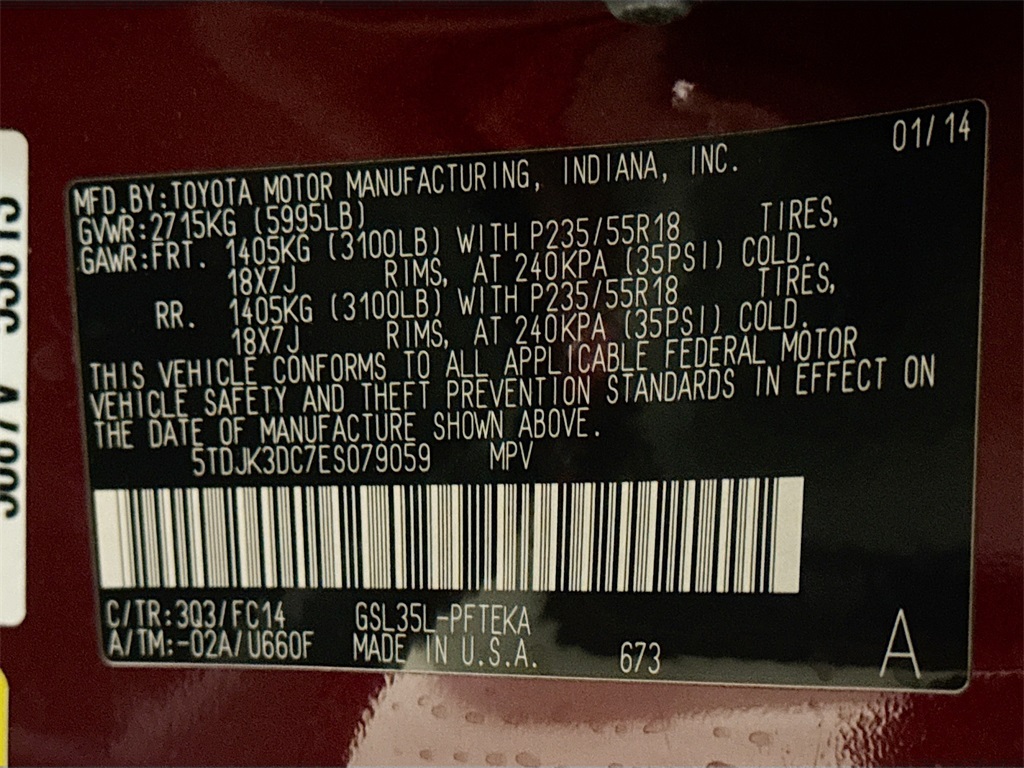 01/14
MFD.BY:TOYOTA MOTOR MANUFACTURING, INDIANA, INC.
GVWR:2715KG (5995LB)
GAWR:FRT. 1405KG (3100LB) WITH P235/55R18 TIRES,
18X7J RIMS, AT 240KPA (35PSI) COLD.
RR. 1405KG (3100LB) WITH P235/55R18 TIRES,
18X7J RIMS, AT 240KPA (35PSI) COLD.
THIS VEHICLE CONFORMS TO ALL APPLICABLE FEDERAL MOTOR
VEHICLE SAFETY AND THEFT PREVENTION STANDARDS IN EFFECT ON
THE DATE OF MANUFACTURE SHOWN ABOVE.
5TDJK3DC7ES079059 MPV
C/TR:3Q3/FC14 GSL35L-PFTEKA
A/TM:-02A/U660F MADE IN U.S.A. 673
A